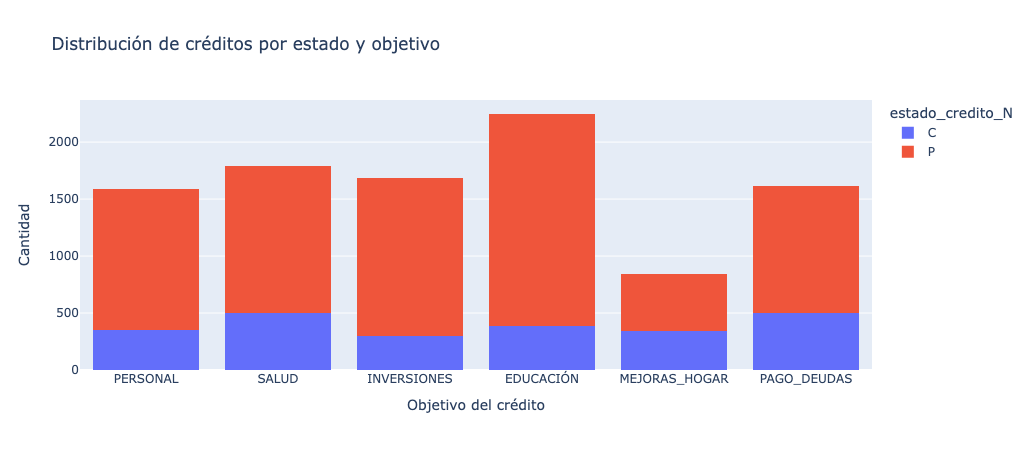 Distribución de créditos por estado y objetivo
estado_credito_N
C
P
Cantidad
2000
1500
1000
500
0
PERSONAL
SALUD
INVERSIONES
EDUCACIÓN
MEJORAS_HOGAR
PAGO_DEUDAS
Objetivo del crédito